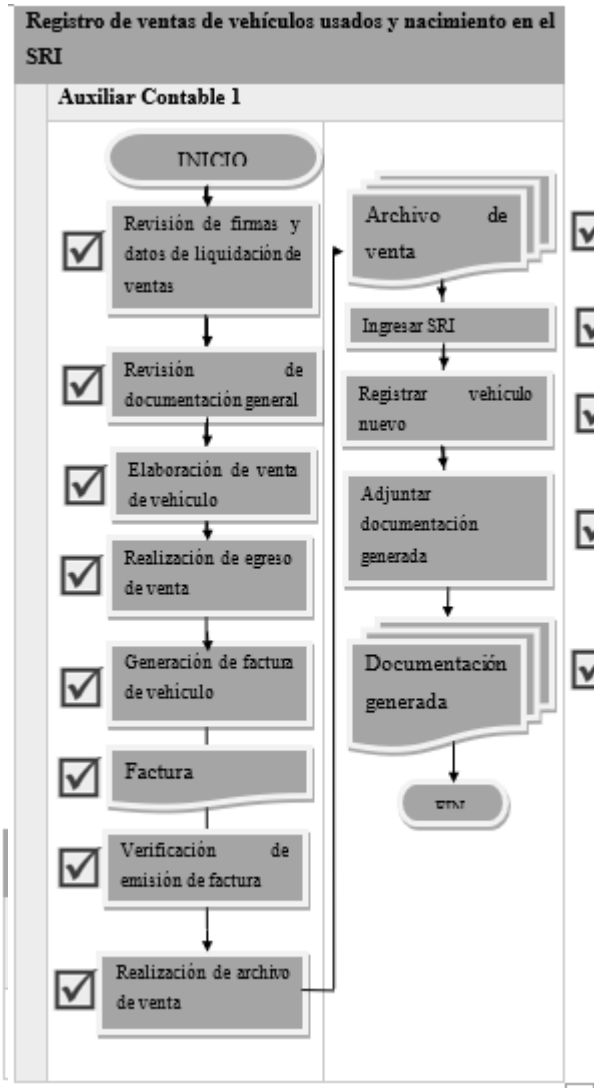 Registro de ventas de vehículos usados y nacimiento en el
SRI
Auxiliar Contable 1
INICIO
Revisión de firmas y
datos de liquidación de
ventas
Revisión de
documentación general
Elaboración de venta
de vehículo
Realización de egreso
de venta
Generación de factura
de vehículo
Factura
Verificación de
emisión de factura
Realización de archivo
de venta
Archivo de
venta
Ingresar SRI
Registrar vehículo
nuevo
Adjuntar
documentación
generada
Documentación
generada
FIN